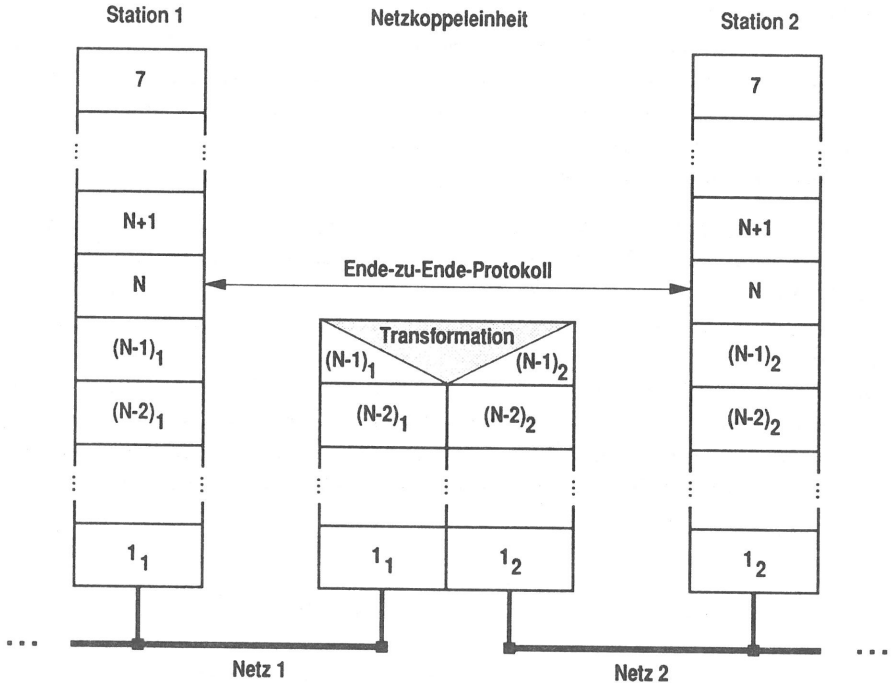 Station 1 Netzkoppeleinheit Station 2
7 7
⋮ ⋮ ⋮ ⋮
N+1 N+1
Ende-zu-Ende-Protokoll
N N
Transformation
(N-1)₁ (N-1)₁ (N-1)₂ (N-1)₂
(N-2)₁ (N-2)₁ (N-2)₂ (N-2)₂
⋮ ⋮ ⋮ ⋮ ⋮ ⋮ ⋮
1₁ 1₁ 1₂ 1₂
... ...
Netz 1 Netz 2